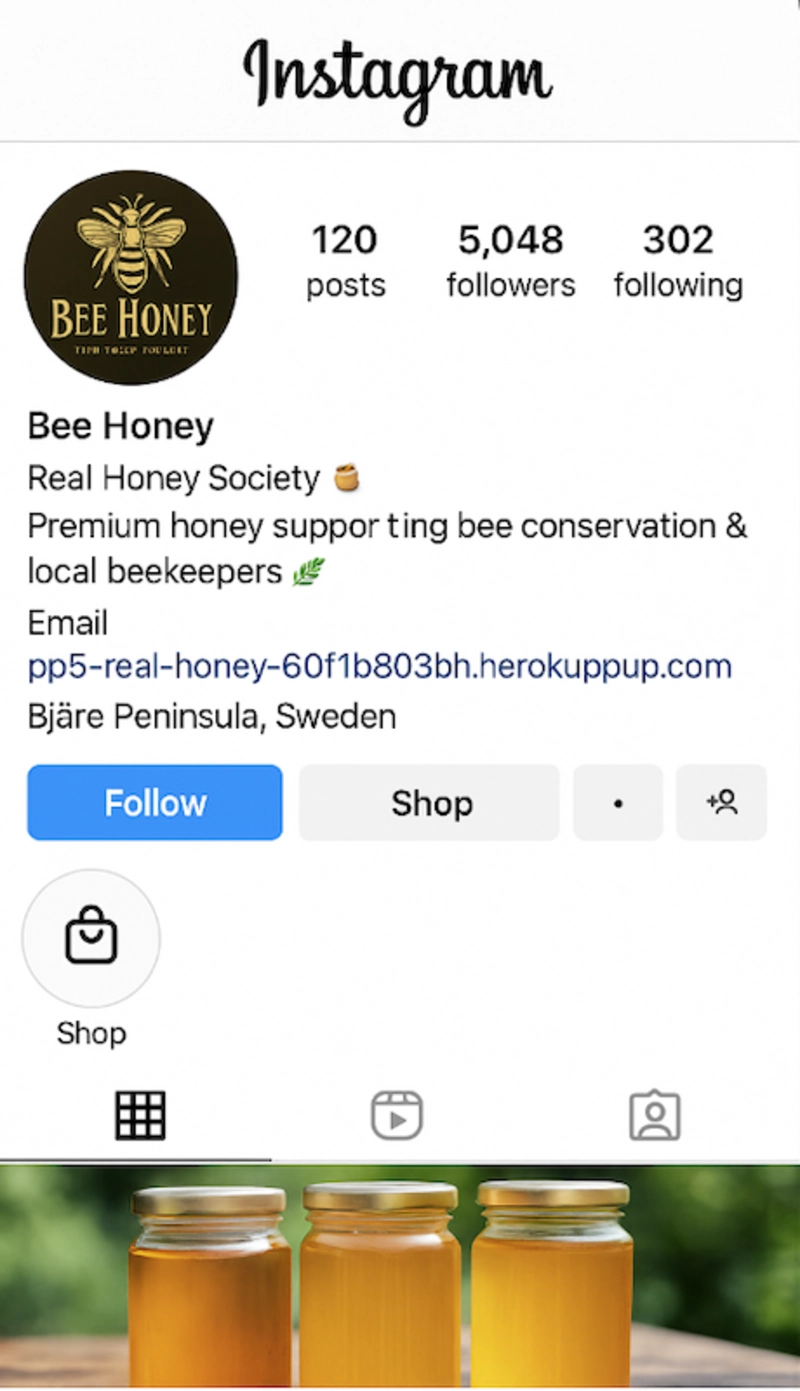 Instagram
BEE HONEY
120
posts
5,048
followers
302
following
Bee Honey
Real Honey Society
Premium honey suppor ting bee conservation &
local beekeepers
Email
pp5-real-honey-60f1b803bh.herokuppup.com
Bjäre Peninsula, Sweden
Follow
Shop
Shop